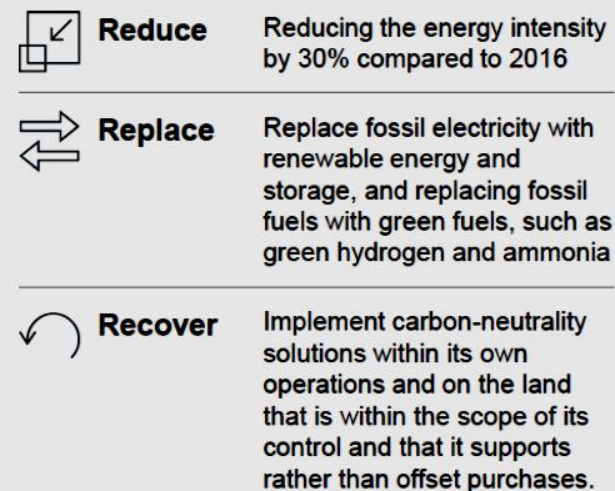 Reduce
Reducing the energy intensity
by 30% compared to 2016
Replace
Replace fossil electricity with
renewable energy and
storage, and replacing fossil
fuels with green fuels, such as
green hydrogen and ammonia
Recover
Implement carbon-neutrality
solutions within its own
operations and on the land
that is within the scope of its
control and that it supports
rather than offset purchases.